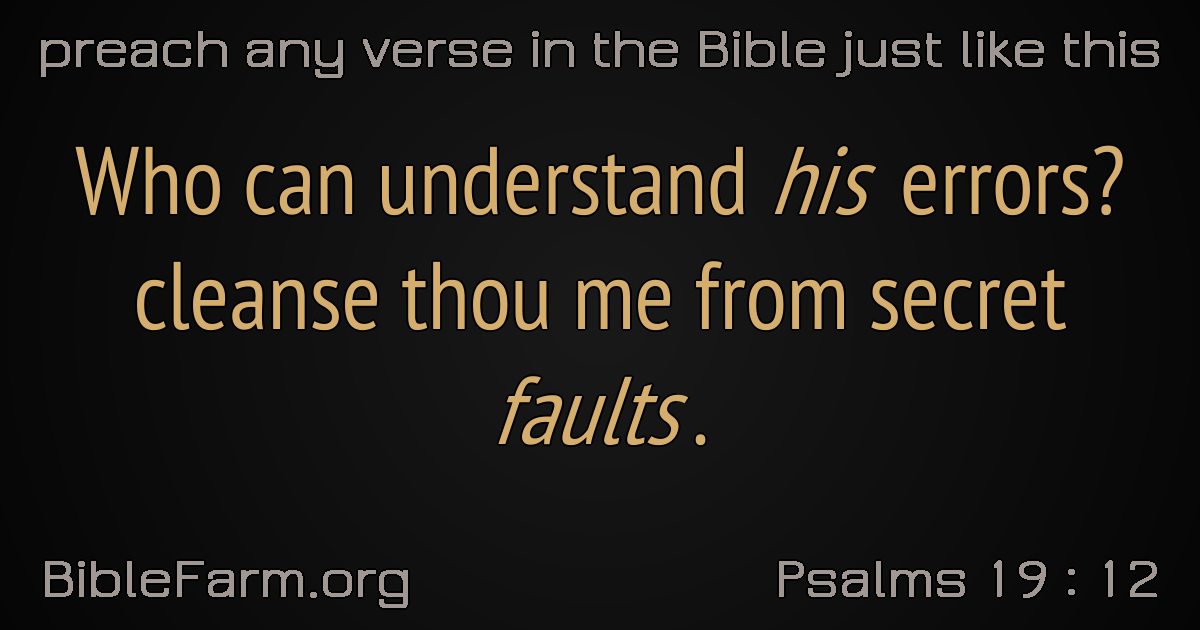 preach any verse in the Bible just like this
Who can understand his errors?
cleanse thou me from secret
faults.
BibleFarm.org
Psalms 19 : 12